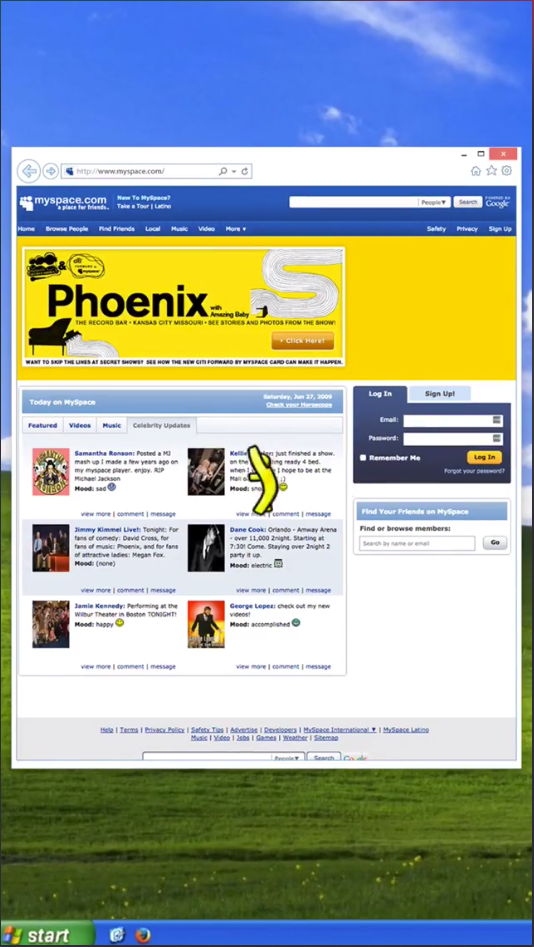 http://www.myspace.com/
myspace.com
a place for friends.
New To MySpace?
Take a Tour | Latino
People▼
Search
POWERED BY
Google
Home Browse People Find Friends Local Music Video More ▼ Safety Privacy Sign Up
& citi
FORWARD
myspace
Phoenix with
Amazing Baby
THE RECORD BAR • KANSAS CITY MISSOURI • SEE STORIES AND PHOTOS FROM THE SHOW!
› Click Here!
WANT TO SKIP THE LINES AT SECRET SHOWS? SEE HOW THE NEW CITI FORWARD BY MYSPACE CARD CAN MAKE IT HAPPEN.
Today on MySpace
Saturday, Jun 27, 2009
Check your Horoscope
Featured Videos Music Celebrity Updates
Samantha Ronson: Posted a MJ
mash up I made a few years ago on
my myspace player. enjoy. RIP
Michael Jackson
Mood: sad
view more | comment | message
just finished a show.
on the ready 4 bed.
when I hope to be at the
Mall ;)
Mood:
view more | comment | message
Jimmy Kimmel Live!: Tonight: For
fans of comedy: David Cross, for
fans of music: Phoenix, and for fans
of attractive ladies: Megan Fox.
Mood: (none)
view more | comment | message
Dane Cook: Orlando - Amway Arena
- over 11,000 2night. Starting at
7:30! Come. Staying over 2night 2
party it up.
Mood: electric
view more | comment | message
Jamie Kennedy: Performing at the
Wilbur Theater in Boston TONIGHT!
Mood: happy
view more | comment | message
George Lopez: check out my new
videos!
Mood: accomplished
view more | comment | message
Log In Sign Up!
Email:
Password:
Remember Me Log In
Forgot your password?
Find Your Friends on MySpace
Find or browse members:
Search by name or email Go
Help | Terms | Privacy Policy | Safety Tips | Advertise | Developers | MySpace International ▼ | MySpace Latino
Music | Video | Jobs | Games | Weather | Sitemap
People▼ Search Google
start